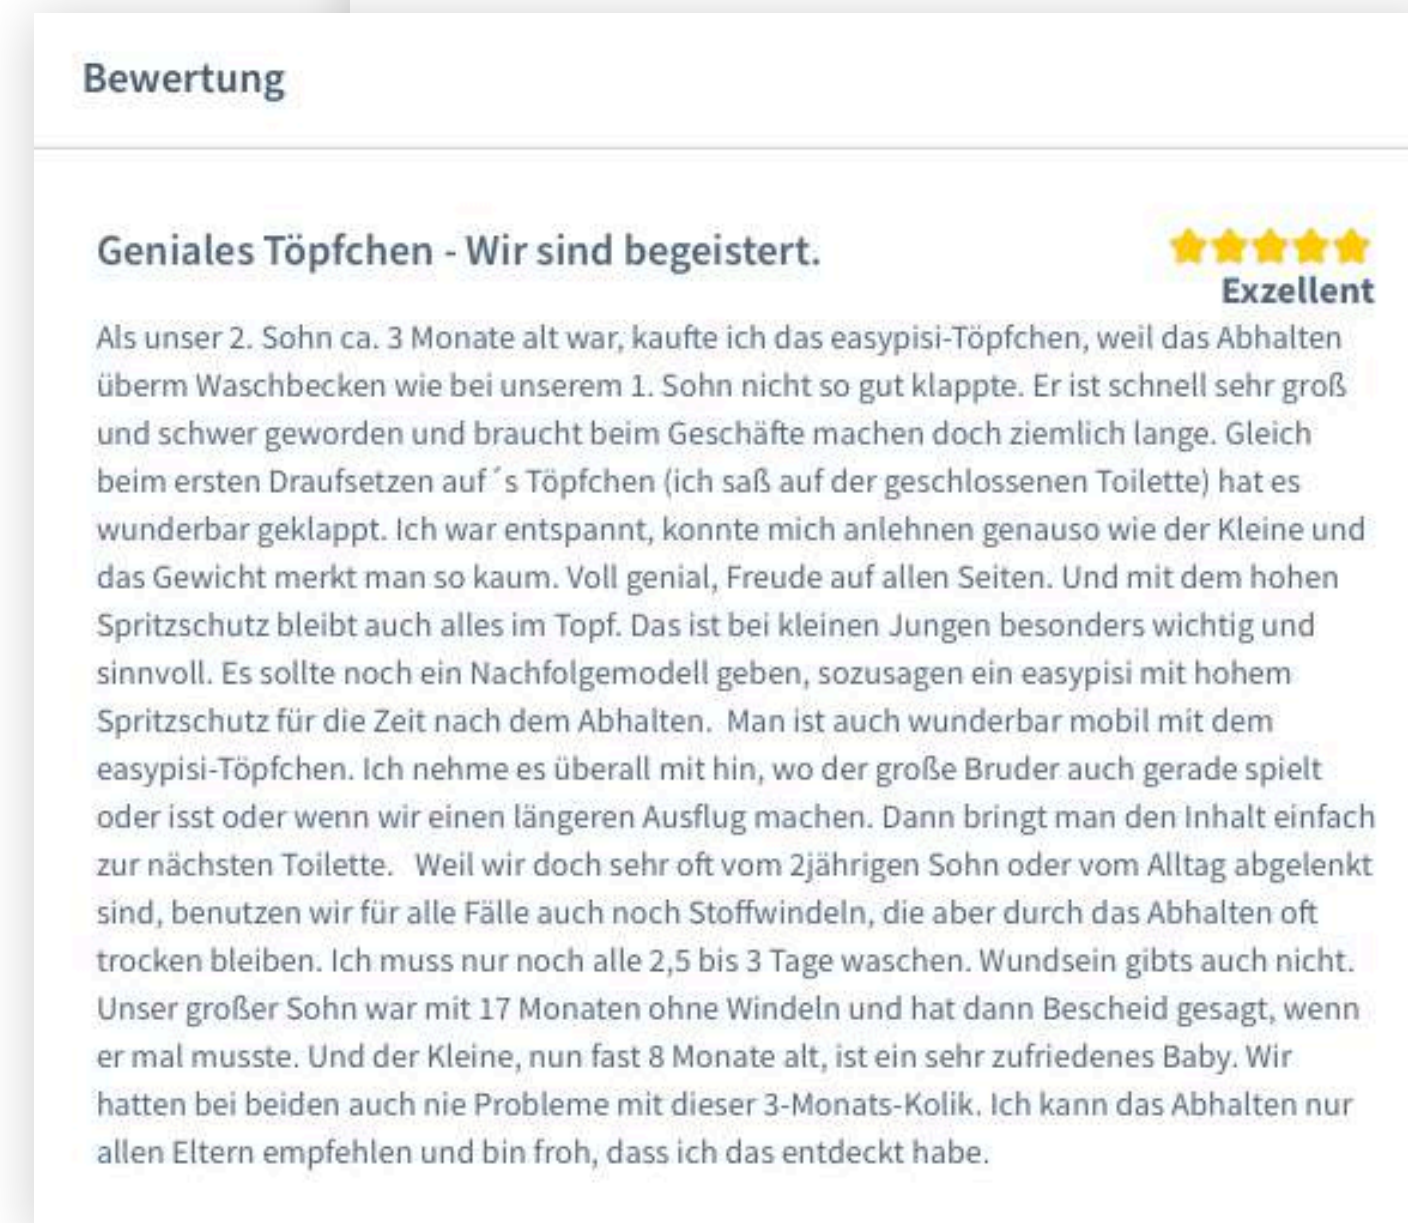 Bewertung
Geniales Töpfchen - Wir sind begeistert.
Exzellent
Als unser 2. Sohn ca. 3 Monate alt war, kaufte ich das easypisi-Töpfchen, weil das Abhalten
überm Waschbecken wie bei unserem 1. Sohn nicht so gut klappte. Er ist schnell sehr groß
und schwer geworden und braucht beim Geschäfte machen doch ziemlich lange. Gleich
beim ersten Draufsetzen auf´s Töpfchen (ich saß auf der geschlossenen Toilette) hat es
wunderbar geklappt. Ich war entspannt, konnte mich anlehnen genauso wie der Kleine und
das Gewicht merkt man so kaum. Voll genial, Freude auf allen Seiten. Und mit dem hohen
Spritzschutz bleibt auch alles im Topf. Das ist bei kleinen Jungen besonders wichtig und
sinnvoll. Es sollte noch ein Nachfolgemodell geben, sozusagen ein easypisi mit hohem
Spritzschutz für die Zeit nach dem Abhalten.  Man ist auch wunderbar mobil mit dem
easypisi-Töpfchen. Ich nehme es überall mit hin, wo der große Bruder auch gerade spielt
oder isst oder wenn wir einen längeren Ausflug machen. Dann bringt man den Inhalt einfach
zur nächsten Toilette.   Weil wir doch sehr oft vom 2jährigen Sohn oder vom Alltag abgelenkt
sind, benutzen wir für alle Fälle auch noch Stoffwindeln, die aber durch das Abhalten oft
trocken bleiben. Ich muss nur noch alle 2,5 bis 3 Tage waschen. Wundsein gibts auch nicht.
Unser großer Sohn war mit 17 Monaten ohne Windeln und hat dann Bescheid gesagt, wenn
er mal musste. Und der Kleine, nun fast 8 Monate alt, ist ein sehr zufriedenes Baby. Wir
hatten bei beiden auch nie Probleme mit dieser 3-Monats-Kolik. Ich kann das Abhalten nur
allen Eltern empfehlen und bin froh, dass ich das entdeckt habe.